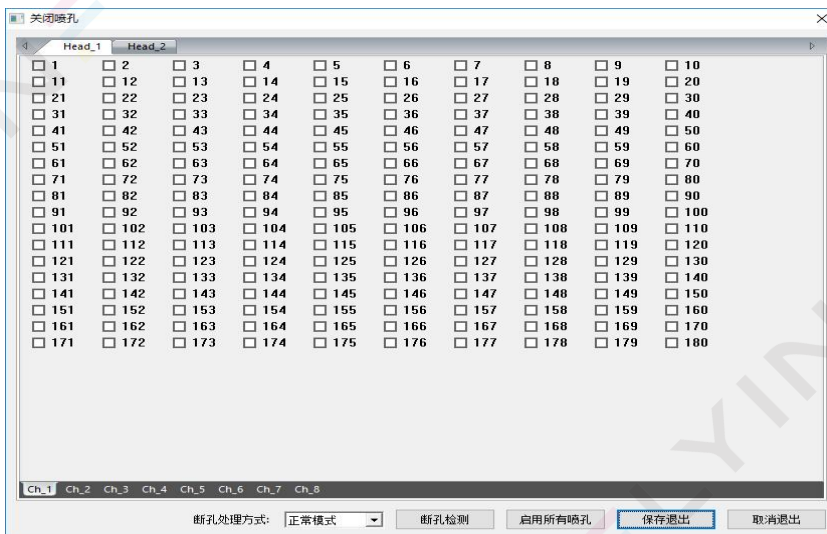 关闭喷孔
Head_1 Head_2
1 2 3 4 5 6 7 8 9 10
11 12 13 14 15 16 17 18 19 20
21 22 23 24 25 26 27 28 29 30
31 32 33 34 35 36 37 38 39 40
41 42 43 44 45 46 47 48 49 50
51 52 53 54 55 56 57 58 59 60
61 62 63 64 65 66 67 68 69 70
71 72 73 74 75 76 77 78 79 80
81 82 83 84 85 86 87 88 89 90
91 92 93 94 95 96 97 98 99 100
101 102 103 104 105 106 107 108 109 110
111 112 113 114 115 116 117 118 119 120
121 122 123 124 125 126 127 128 129 130
131 132 133 134 135 136 137 138 139 140
141 142 143 144 145 146 147 148 149 150
151 152 153 154 155 156 157 158 159 160
161 162 163 164 165 166 167 168 169 170
171 172 173 174 175 176 177 178 179 180
Ch_1 Ch_2 Ch_3 Ch_4 Ch_5 Ch_6 Ch_7 Ch_8
断孔处理方式: 正常模式 断孔检测 启用所有喷孔 保存退出 取消退出